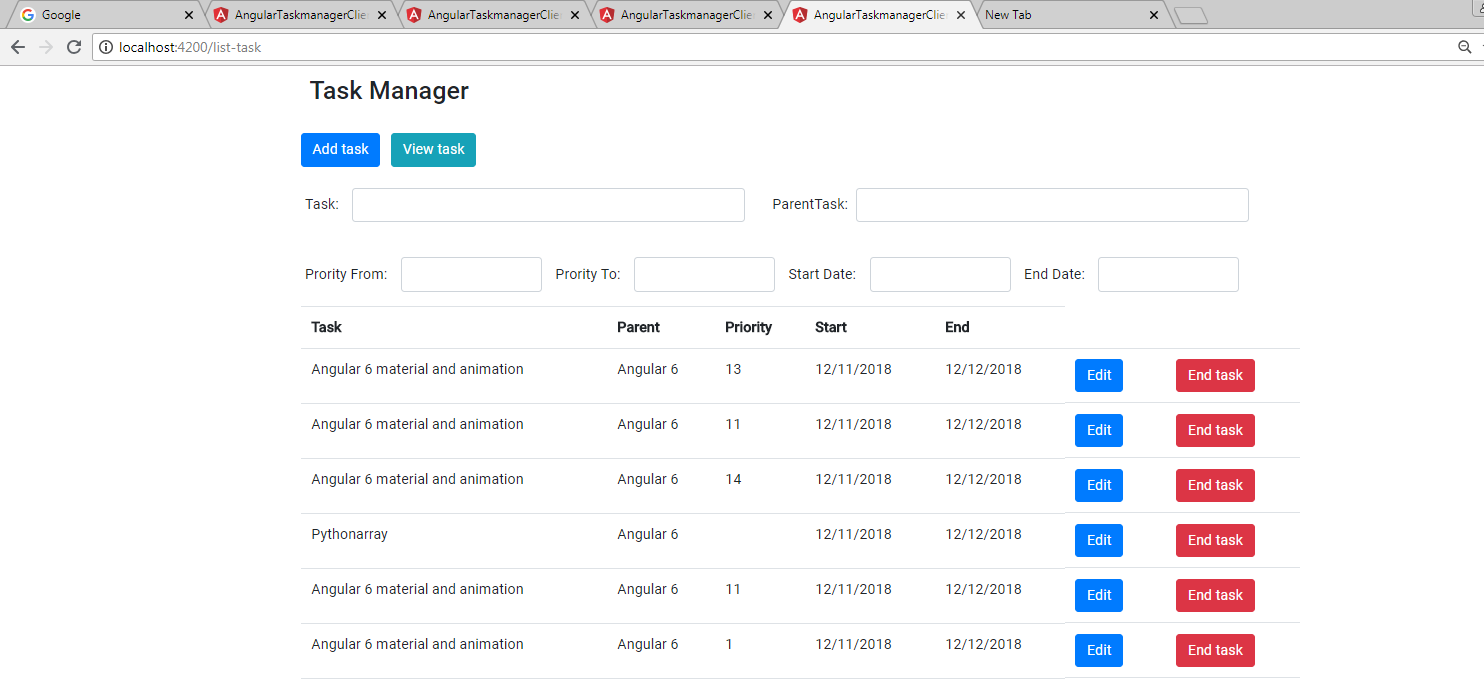 Google AngularTaskmanagerClie AngularTaskmanagerClie AngularTaskmanagerClie AngularTaskmanagerClie New Tab
localhost:4200/list-task
Task Manager
Add task View task
Task: ParentTask:
Prority From: Prority To: Start Date: End Date:
Task Parent Priority Start End
Angular 6 material and animation Angular 6 13 12/11/2018 12/12/2018 Edit End task
Angular 6 material and animation Angular 6 11 12/11/2018 12/12/2018 Edit End task
Angular 6 material and animation Angular 6 14 12/11/2018 12/12/2018 Edit End task
Pythonarray Angular 6 12/11/2018 12/12/2018 Edit End task
Angular 6 material and animation Angular 6 11 12/11/2018 12/12/2018 Edit End task
Angular 6 material and animation Angular 6 1 12/11/2018 12/12/2018 Edit End task